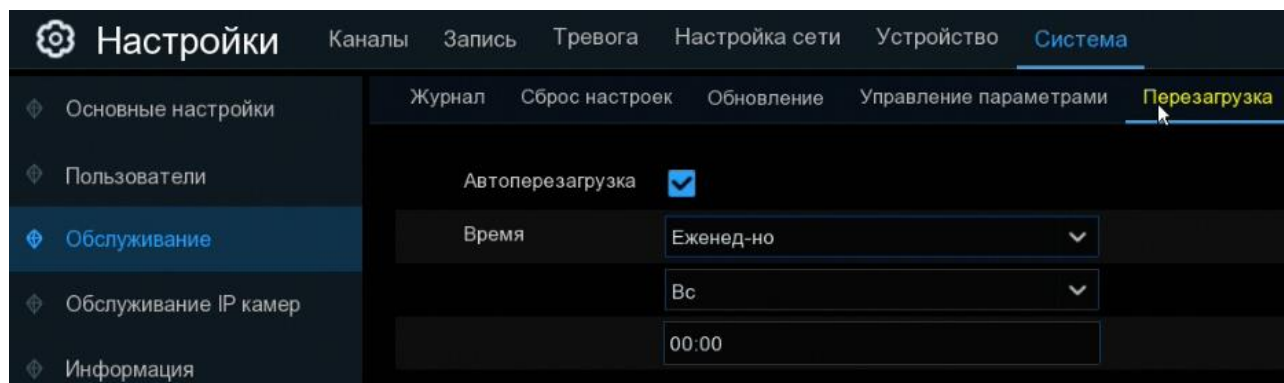 Настройки Каналы Запись Тревога Настройка сети Устройство Система
Журнал Сброс настроек Обновление Управление параметрами Перезагрузка
Основные настройки
Пользователи
Обслуживание
Обслуживание IP камер
Информация
Автоперезагрузка
Время Еженед-но
Вс
00:00